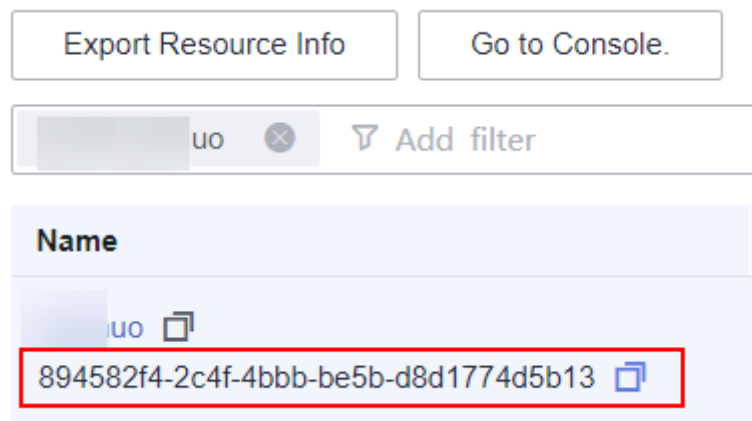 Export Resource Info Go to Console.
uo Add filter
Name
uo
894582f4-2c4f-4bbb-be5b-d8d1774d5b13